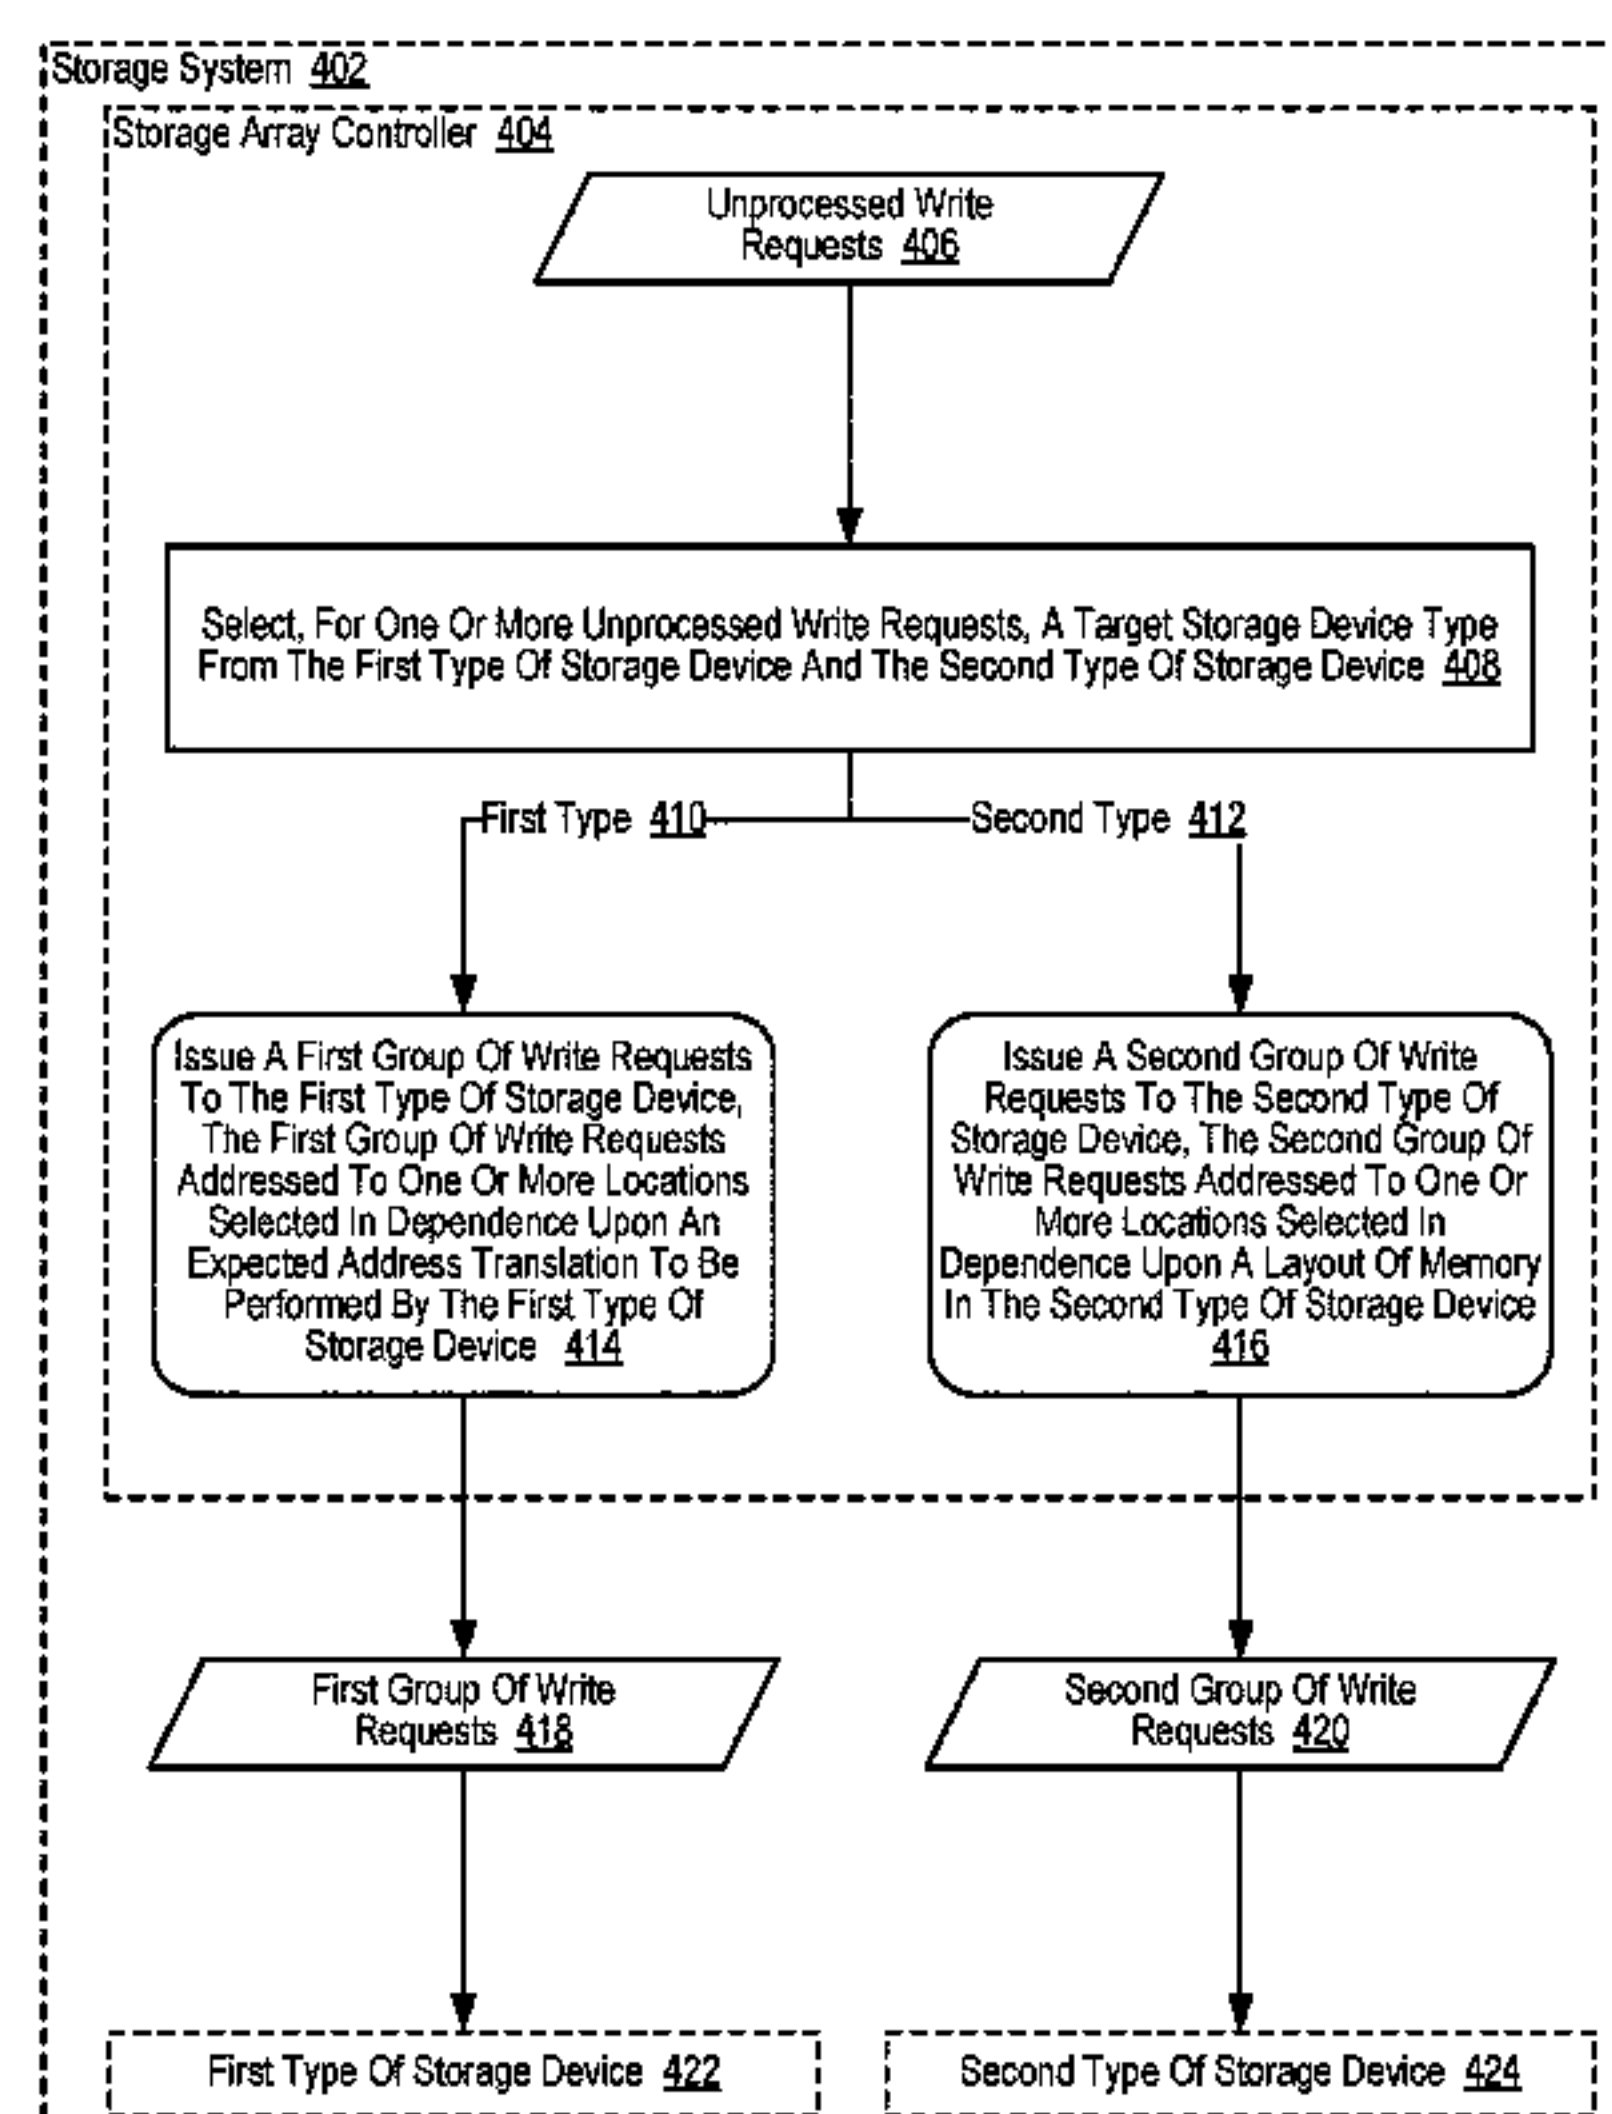 Storage System 402
Storage Array Controller 404
Unprocessed Write
Requests 406
Select, For One Or More Unprocessed Write Requests, A Target Storage Device Type
From The First Type Of Storage Device And The Second Type Of Storage Device 408
First Type 410
Second Type 412
Issue A First Group Of Write Requests
To The First Type Of Storage Device,
The First Group Of Write Requests
Addressed To One Or More Locations
Selected In Dependence Upon An
Expected Address Translation To Be
Performed By The First Type Of
Storage Device 414
Issue A Second Group Of Write
Requests To The Second Type Of
Storage Device, The Second Group Of
Write Requests Addressed To One Or
More Locations Selected In
Dependence Upon A Layout Of Memory
In The Second Type Of Storage Device
416
First Group Of Write
Requests 418
Second Group Of Write
Requests 420
First Type Of Storage Device 422
Second Type Of Storage Device 424